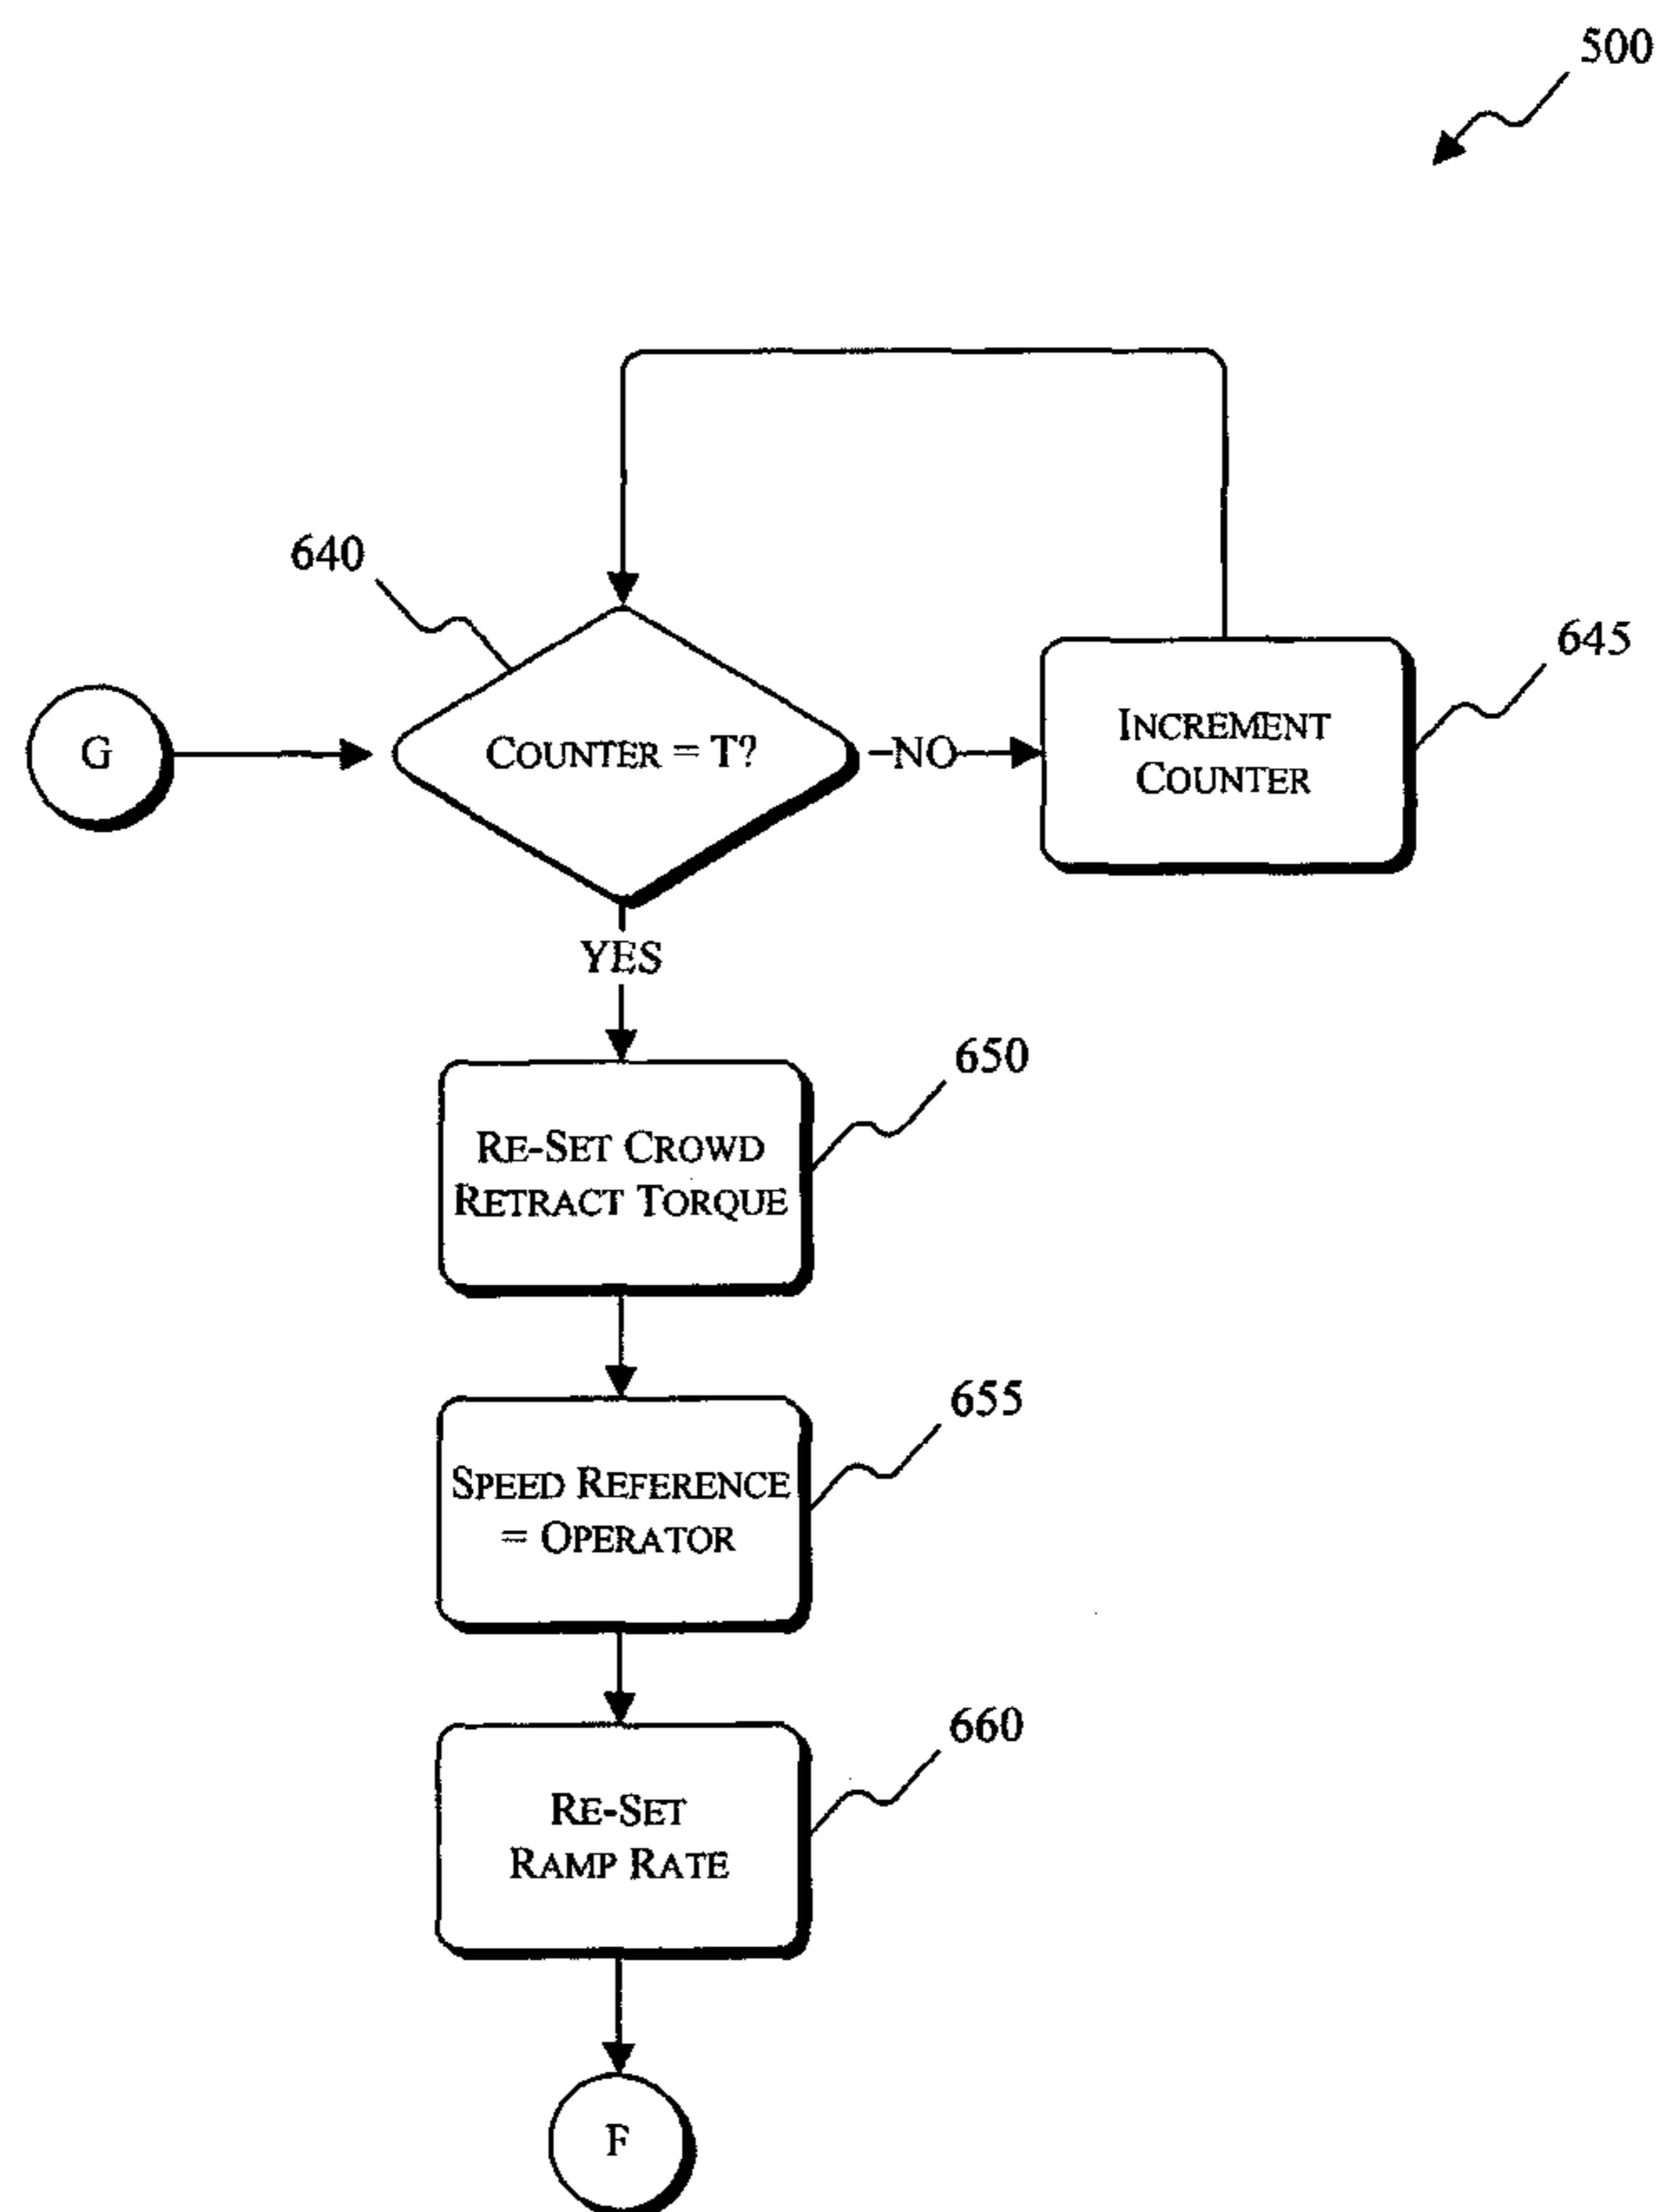 500
640
645
G
COUNTER = T?
NO
INCREMENT
COUNTER
YES
650
RE-SET CROWD
RETRACT TORQUE
655
SPEED REFERENCE
= OPERATOR
660
RE-SET
RAMP RATE
F